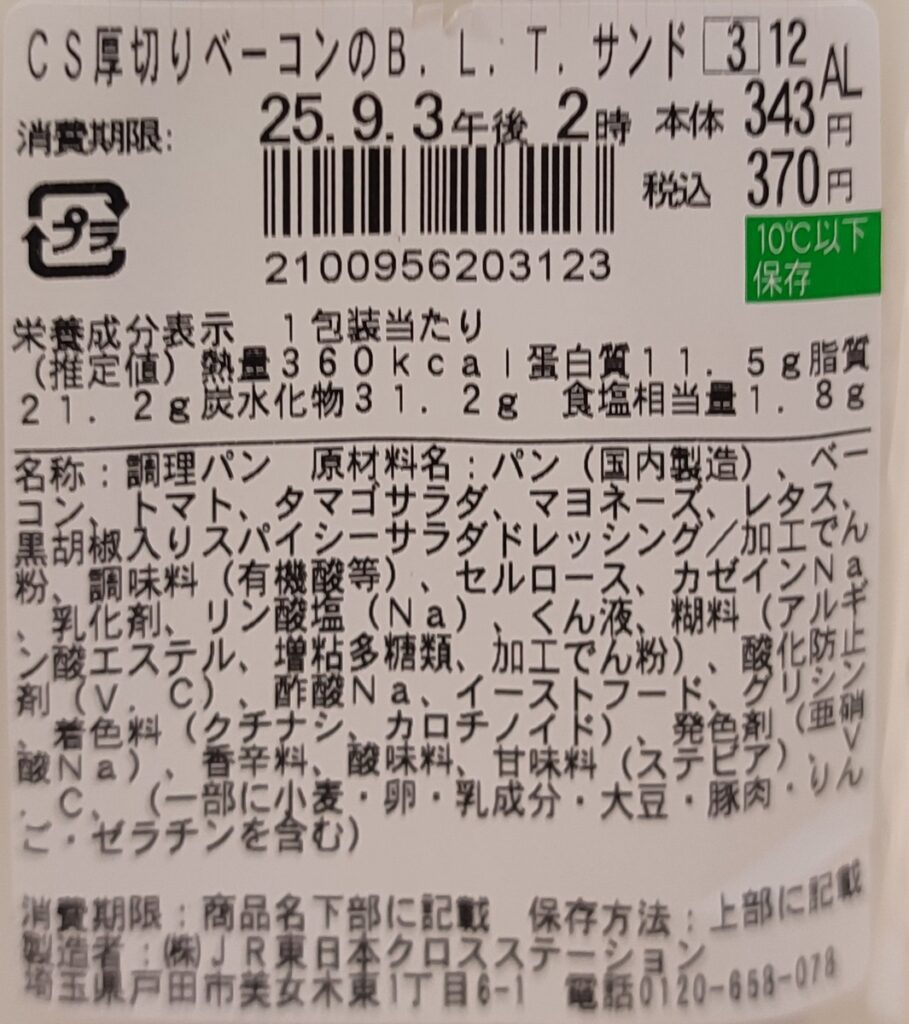 CS厚切りベーコンのB．L．T．サンド 3 12
AL
消費期限: 25.9.3午後 2時 本体 343円
税込 370円
プラ
10℃以下
保存
2100956203123
栄養成分表示　1包装当たり
（推定値）熱量360kcal蛋白質11．5g脂質
21．2g炭水化物31．2g　食塩相当量1．8g
名称：調理パン　原材料名：パン（国内製造）、ベー
コン、トマト、タマゴサラダ、マヨネーズ、レタス、
黒胡椒入りスパイシーサラダドレッシング／加工でん
粉、調味料（有機酸等）、セルロース、カゼインNa
、乳化剤、リン酸塩（Na）、くん液、糊料（アルギ
ン酸エステル、増粘多糖類、加工でん粉）、酸化防止
剤（V．C）、酢酸Na、イーストフード、グリシン
、着色料（クチナシ、カロチノイド）、発色剤（亜硝
酸Na）、香辛料、酸味料、甘味料（ステビア）、V
．C、（一部に小麦・卵・乳成分・大豆・豚肉・りん
ご・ゼラチンを含む）
消費期限：商品名下部に記載　保存方法：上部に記載
製造者：㈱JR東日本クロスステーション
埼玉県戸田市美女木東1丁目6-1　電話0120-658-078